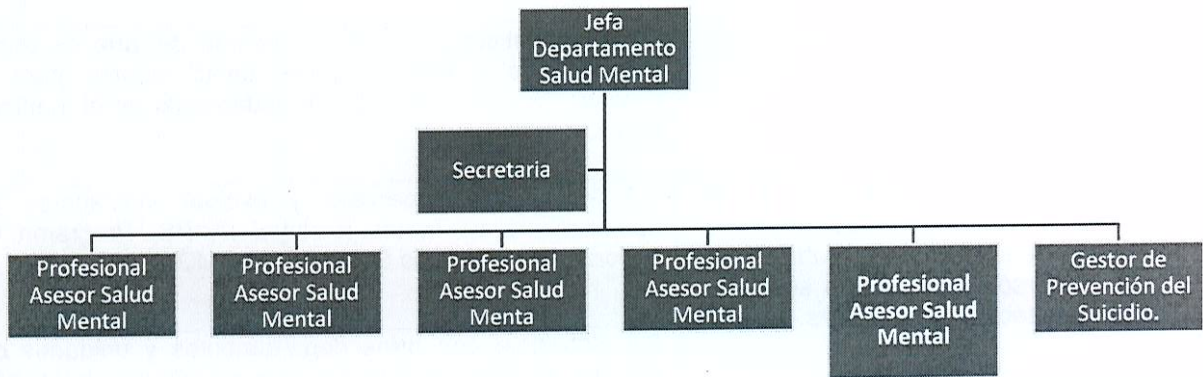 Jefa
Departamento
Salud Mental
Secretaria
Profesional
Asesor Salud
Mental
Profesional
Asesor Salud
Mental
Profesional
Asesor Salud
Menta
Profesional
Asesor Salud
Mental
Profesional
Asesor Salud
Mental
Gestor de
Prevención del
Suicidio.